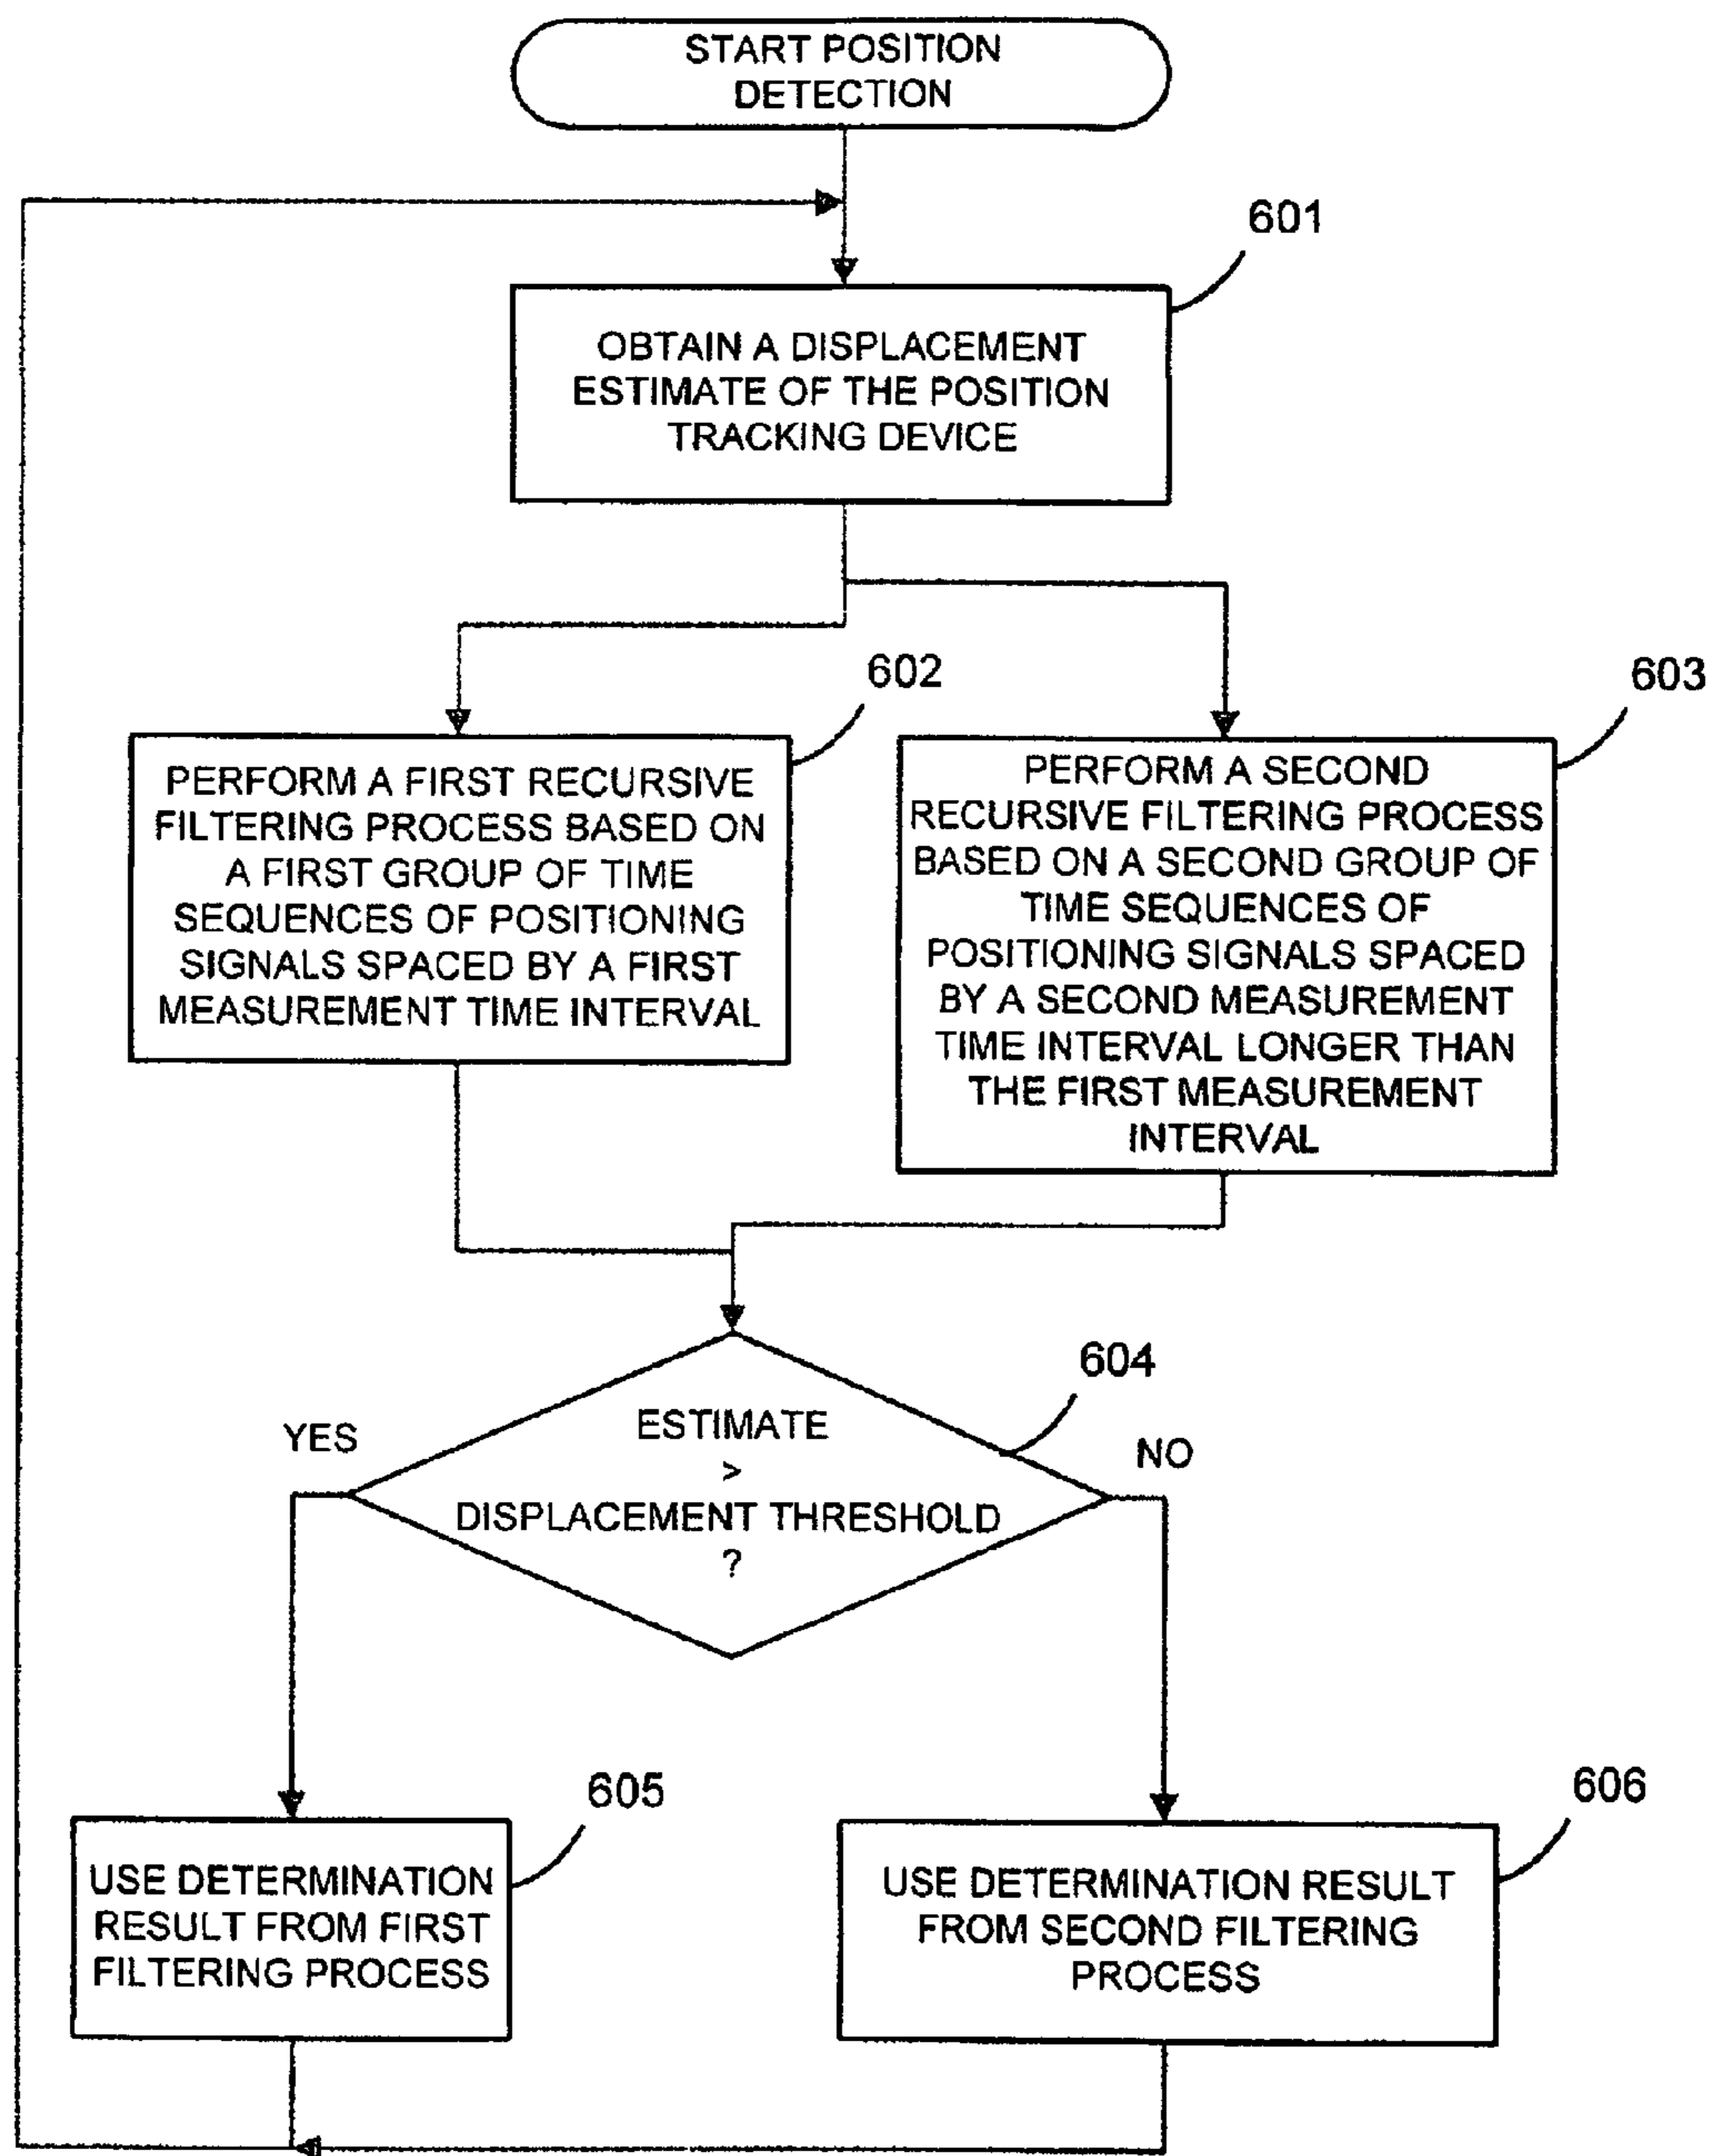 START POSITION
DETECTION
601
OBTAIN A DISPLACEMENT
ESTIMATE OF THE POSITION
TRACKING DEVICE
602
PERFORM A FIRST RECURSIVE
FILTERING PROCESS BASED ON
A FIRST GROUP OF TIME
SEQUENCES OF POSITIONING
SIGNALS SPACED BY A FIRST
MEASUREMENT TIME INTERVAL
603
PERFORM A SECOND
RECURSIVE FILTERING PROCESS
BASED ON A SECOND GROUP OF
TIME SEQUENCES OF
POSITIONING SIGNALS SPACED
BY A SECOND MEASUREMENT
TIME INTERVAL LONGER THAN
THE FIRST MEASUREMENT
INTERVAL
604
YES
ESTIMATE
>
DISPLACEMENT THRESHOLD
?
NO
605
USE DETERMINATION
RESULT FROM FIRST
FILTERING PROCESS
606
USE DETERMINATION RESULT
FROM SECOND FILTERING
PROCESS